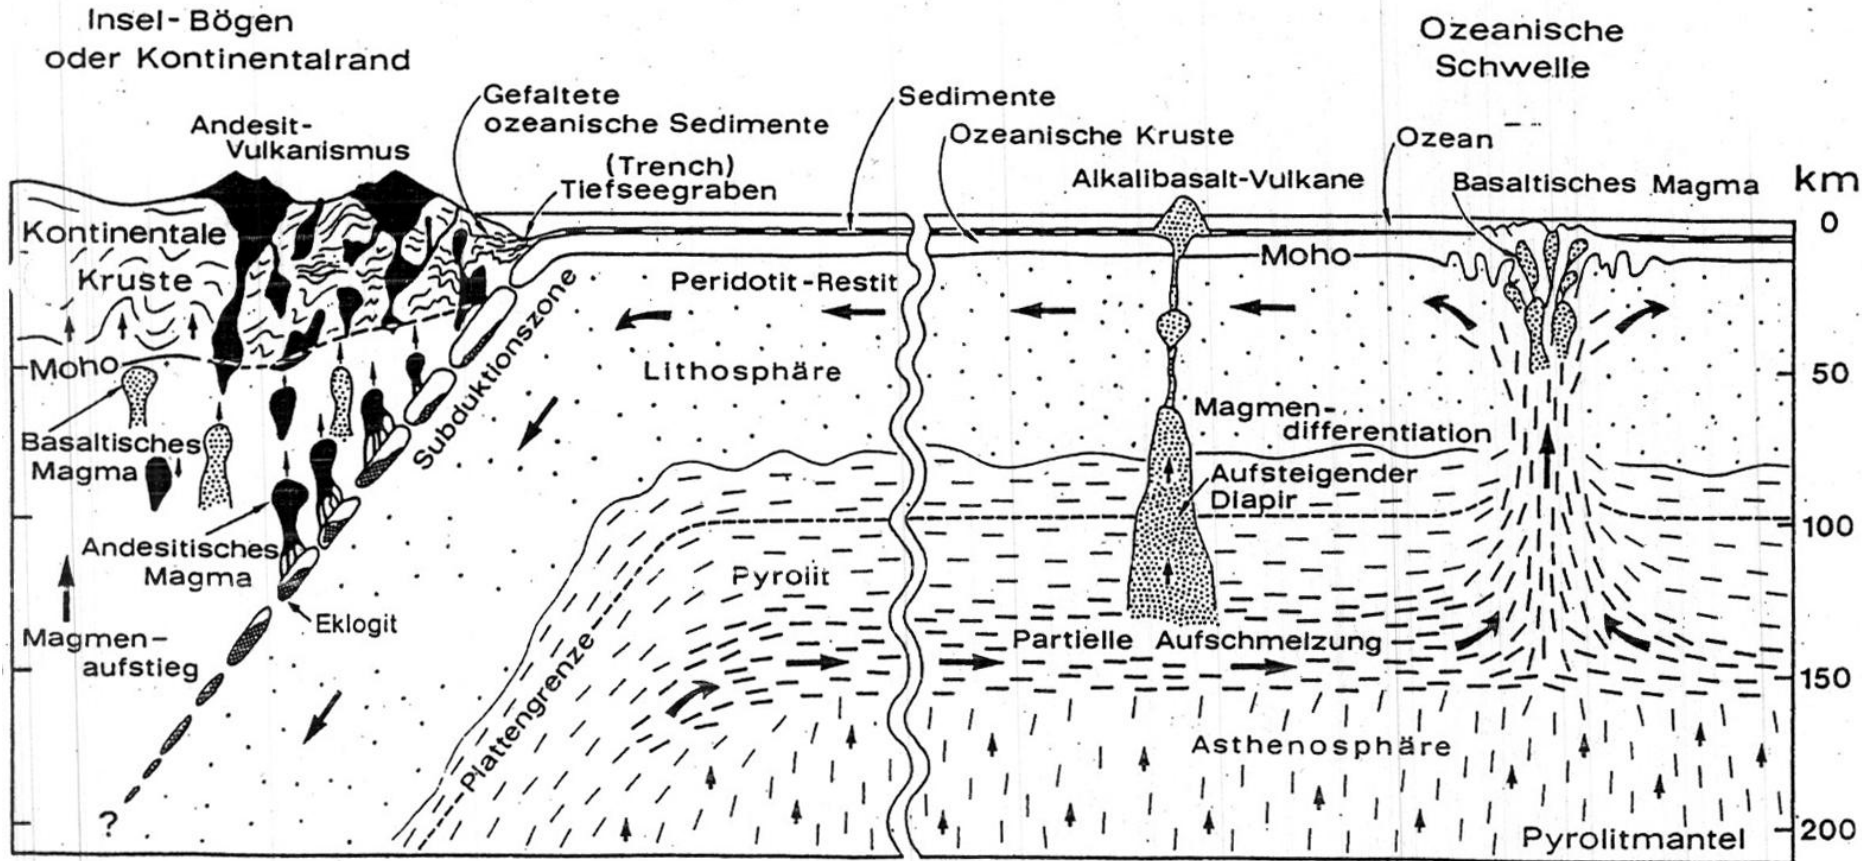 Insel-Bögen
oder Kontinentalrand
Ozeanische
Schwelle
Gefaltete
ozeanische Sedimente
Sedimente
Andesit-
Vulkanismus
(Trench)
Tiefseegraben
Ozeanische Kruste
Ozean
Alkalibasalt-Vulkane
Basaltisches Magma
km
0
Kontinentale
Kruste
Moho
Peridotit-Restit
Moho
50
Lithosphäre
Subduktionszone
Basaltisches
Magma
Magmen-
differentiation
Aufsteigender
Diapir
100
Andesitisches
Magma
Pyrolit
Eklogit
Magmen-
aufstieg
Partielle Aufschmelzung
150
Plattengrenze
Asthenosphäre
?
Pyrolitmantel
200